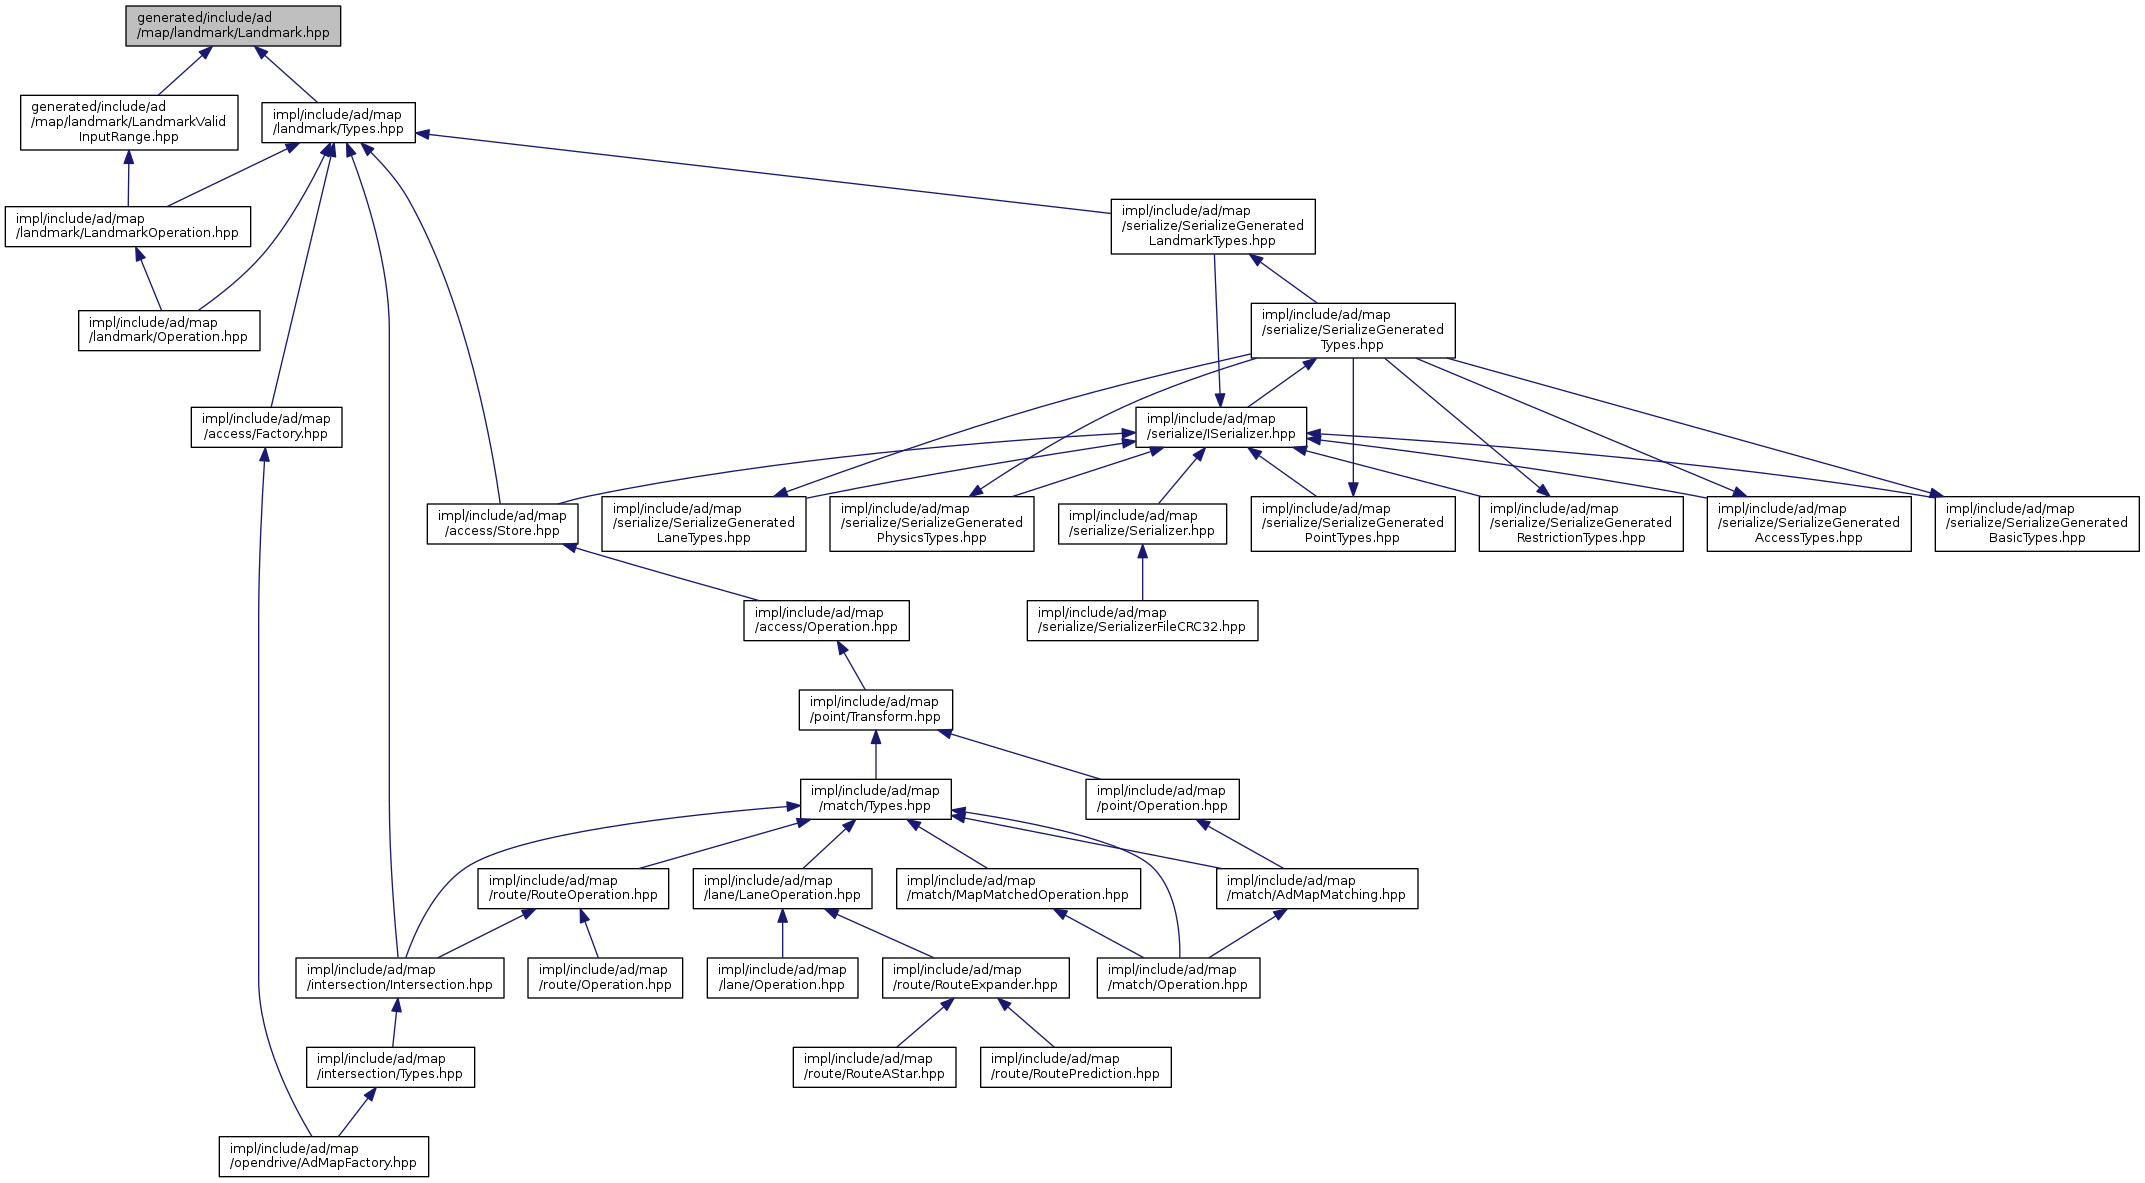 generated/include/ad
/map/landmark/Landmark.hpp
generated/include/ad
/map/landmark/LandmarkValid
InputRange.hpp
impl/include/ad/map
/landmark/Types.hpp
impl/include/ad/map
/landmark/LandmarkOperation.hpp
impl/include/ad/map
/serialize/SerializeGenerated
LandmarkTypes.hpp
impl/include/ad/map
/landmark/Operation.hpp
impl/include/ad/map
/serialize/SerializeGenerated
Types.hpp
impl/include/ad/map
/access/Factory.hpp
impl/include/ad/map
/serialize/ISerializer.hpp
impl/include/ad/map
/access/Store.hpp
impl/include/ad/map
/serialize/SerializeGenerated
LaneTypes.hpp
impl/include/ad/map
/serialize/SerializeGenerated
PhysicsTypes.hpp
impl/include/ad/map
/serialize/Serializer.hpp
impl/include/ad/map
/serialize/SerializeGenerated
PointTypes.hpp
impl/include/ad/map
/serialize/SerializeGenerated
RestrictionTypes.hpp
impl/include/ad/map
/serialize/SerializeGenerated
AccessTypes.hpp
impl/include/ad/map
/serialize/SerializeGenerated
BasicTypes.hpp
impl/include/ad/map
/access/Operation.hpp
impl/include/ad/map
/serialize/SerializerFileCRC32.hpp
impl/include/ad/map
/point/Transform.hpp
impl/include/ad/map
/match/Types.hpp
impl/include/ad/map
/point/Operation.hpp
impl/include/ad/map
/route/RouteOperation.hpp
impl/include/ad/map
/lane/LaneOperation.hpp
impl/include/ad/map
/match/MapMatchedOperation.hpp
impl/include/ad/map
/match/AdMapMatching.hpp
impl/include/ad/map
/intersection/Intersection.hpp
impl/include/ad/map
/route/Operation.hpp
impl/include/ad/map
/lane/Operation.hpp
impl/include/ad/map
/route/RouteExpander.hpp
impl/include/ad/map
/match/Operation.hpp
impl/include/ad/map
/intersection/Types.hpp
impl/include/ad/map
/route/RouteAStar.hpp
impl/include/ad/map
/route/RoutePrediction.hpp
impl/include/ad/map
/opendrive/AdMapFactory.hpp